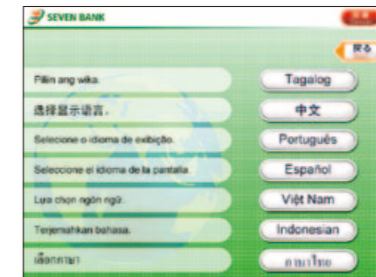 SEVEN BANK
戻る
Piliin ang wika. Tagalog
选择显示语言。 中文
Selecione o idioma de exibição. Português
Seleccione el idioma de la pantalla. Español
Lựa chọn ngôn ngữ. Việt Nam
Terjemahkan bahasa. Indonesian
เลือกภาษา ภาษาไทย